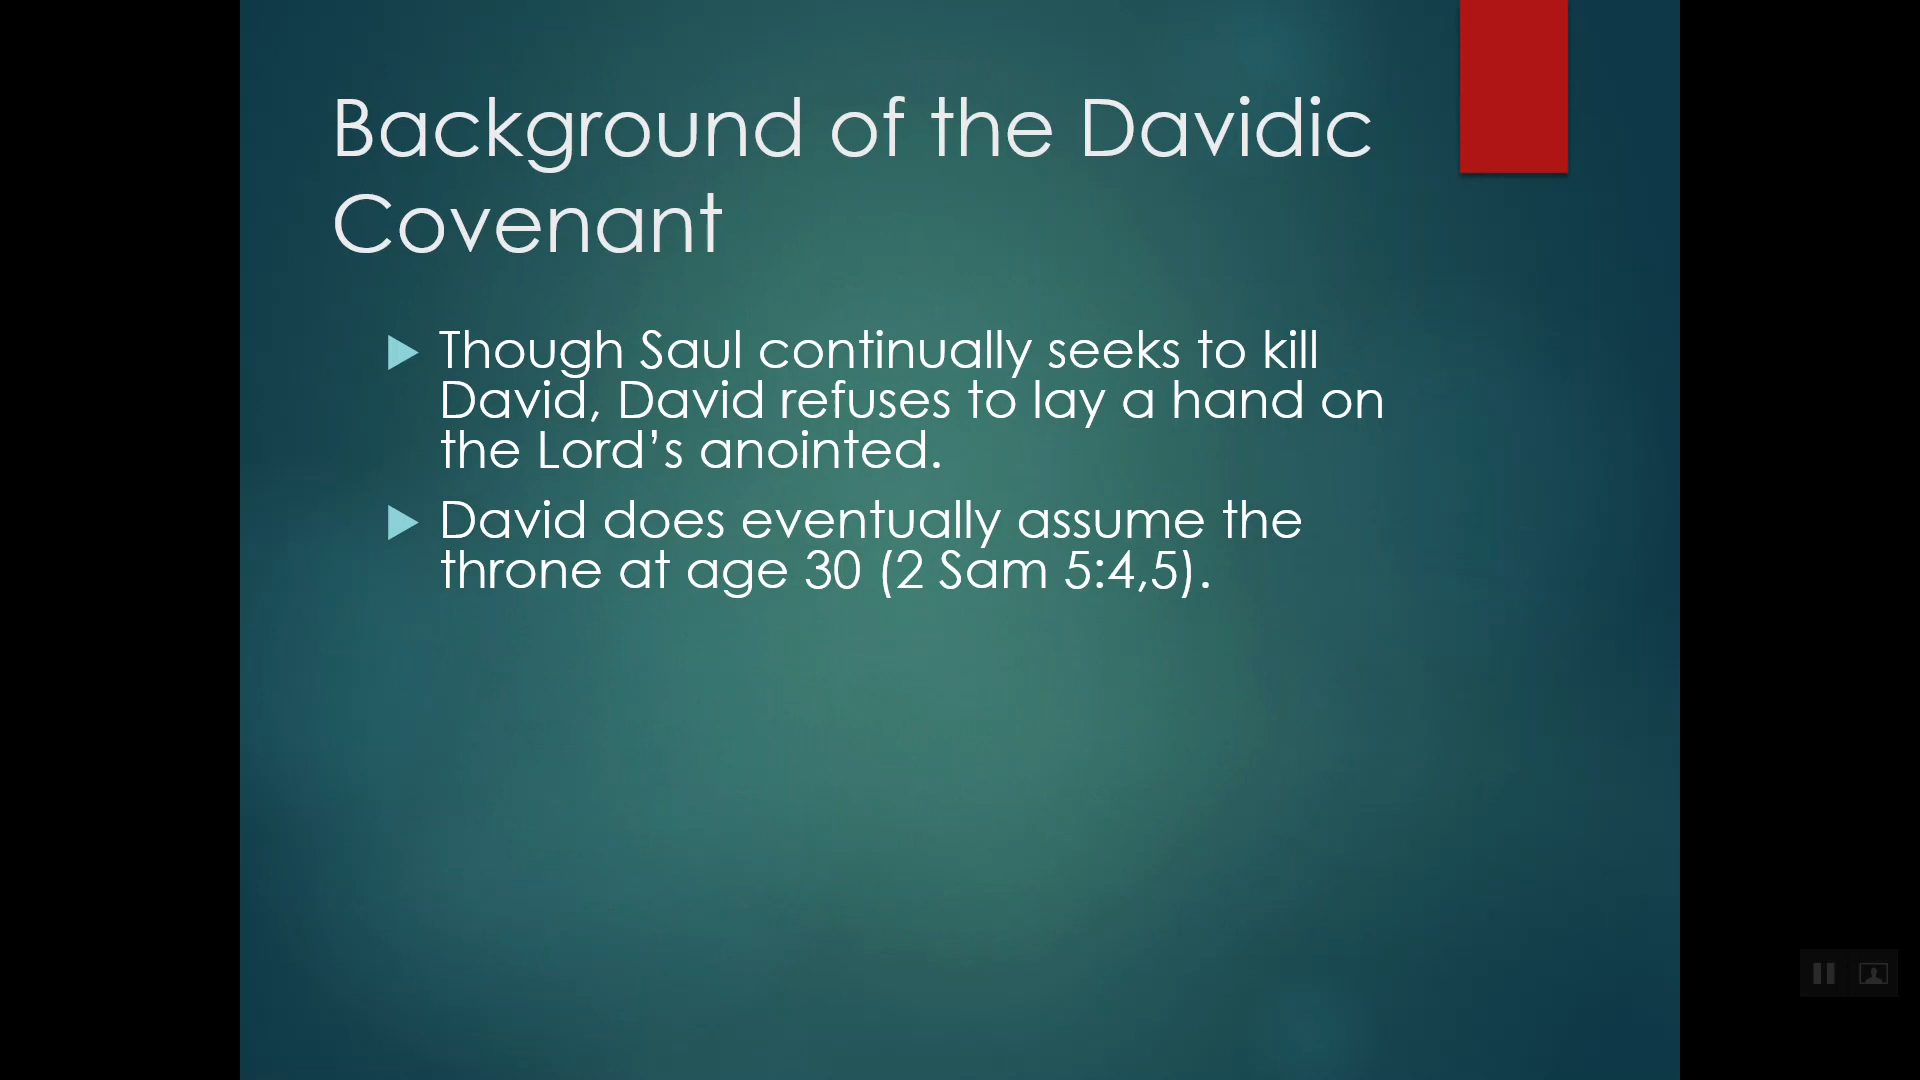 Background of the Davidic
Covenant
Though Saul continually seeks to kill
David, David refuses to lay a hand on
the Lord’s anointed.
David does eventually assume the
throne at age 30 (2 Sam 5:4,5).